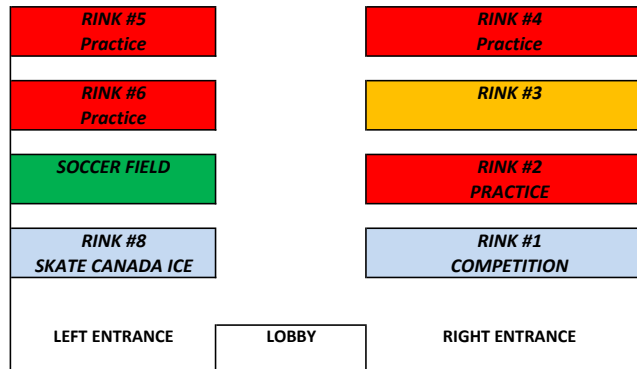 RINK #5
Practice
RINK #4
Practice
RINK #6
Practice
RINK #3
SOCCER FIELD
RINK #2
PRACTICE
RINK #8
SKATE CANADA ICE
RINK #1
COMPETITION
LEFT ENTRANCE
LOBBY
RIGHT ENTRANCE